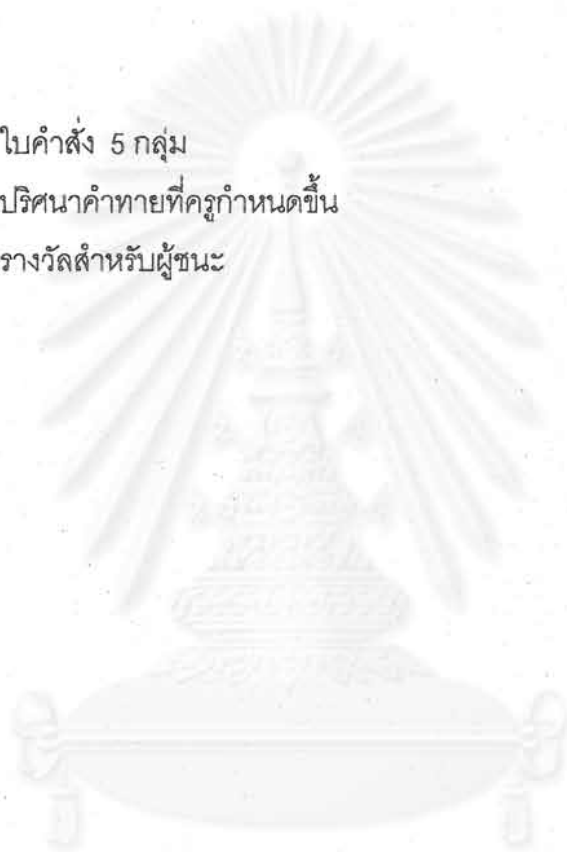 ใบคำสั่ง 5 กลุ่ม
ปริศนาคำทายที่ครูกำหนดขึ้น
รางวัลสำหรับผู้ชนะ